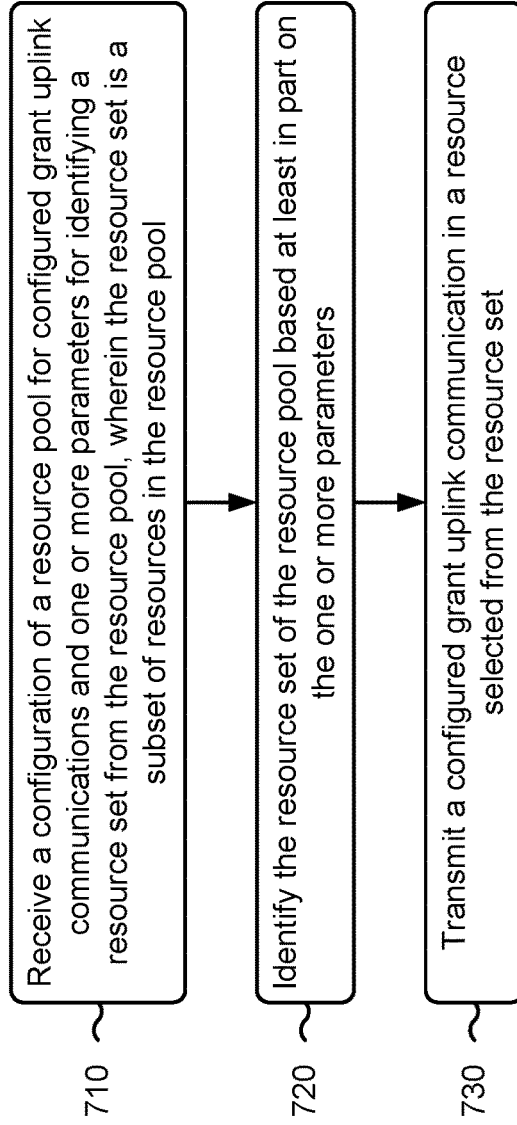 710
Receive a configuration of a resource pool for configured grant uplink
communications and one or more parameters for identifying a
resource set from the resource pool, wherein the resource set is a
subset of resources in the resource pool
720
Identify the resource set of the resource pool based at least in part on
the one or more parameters
730
Transmit a configured grant uplink communication in a resource
selected from the resource set